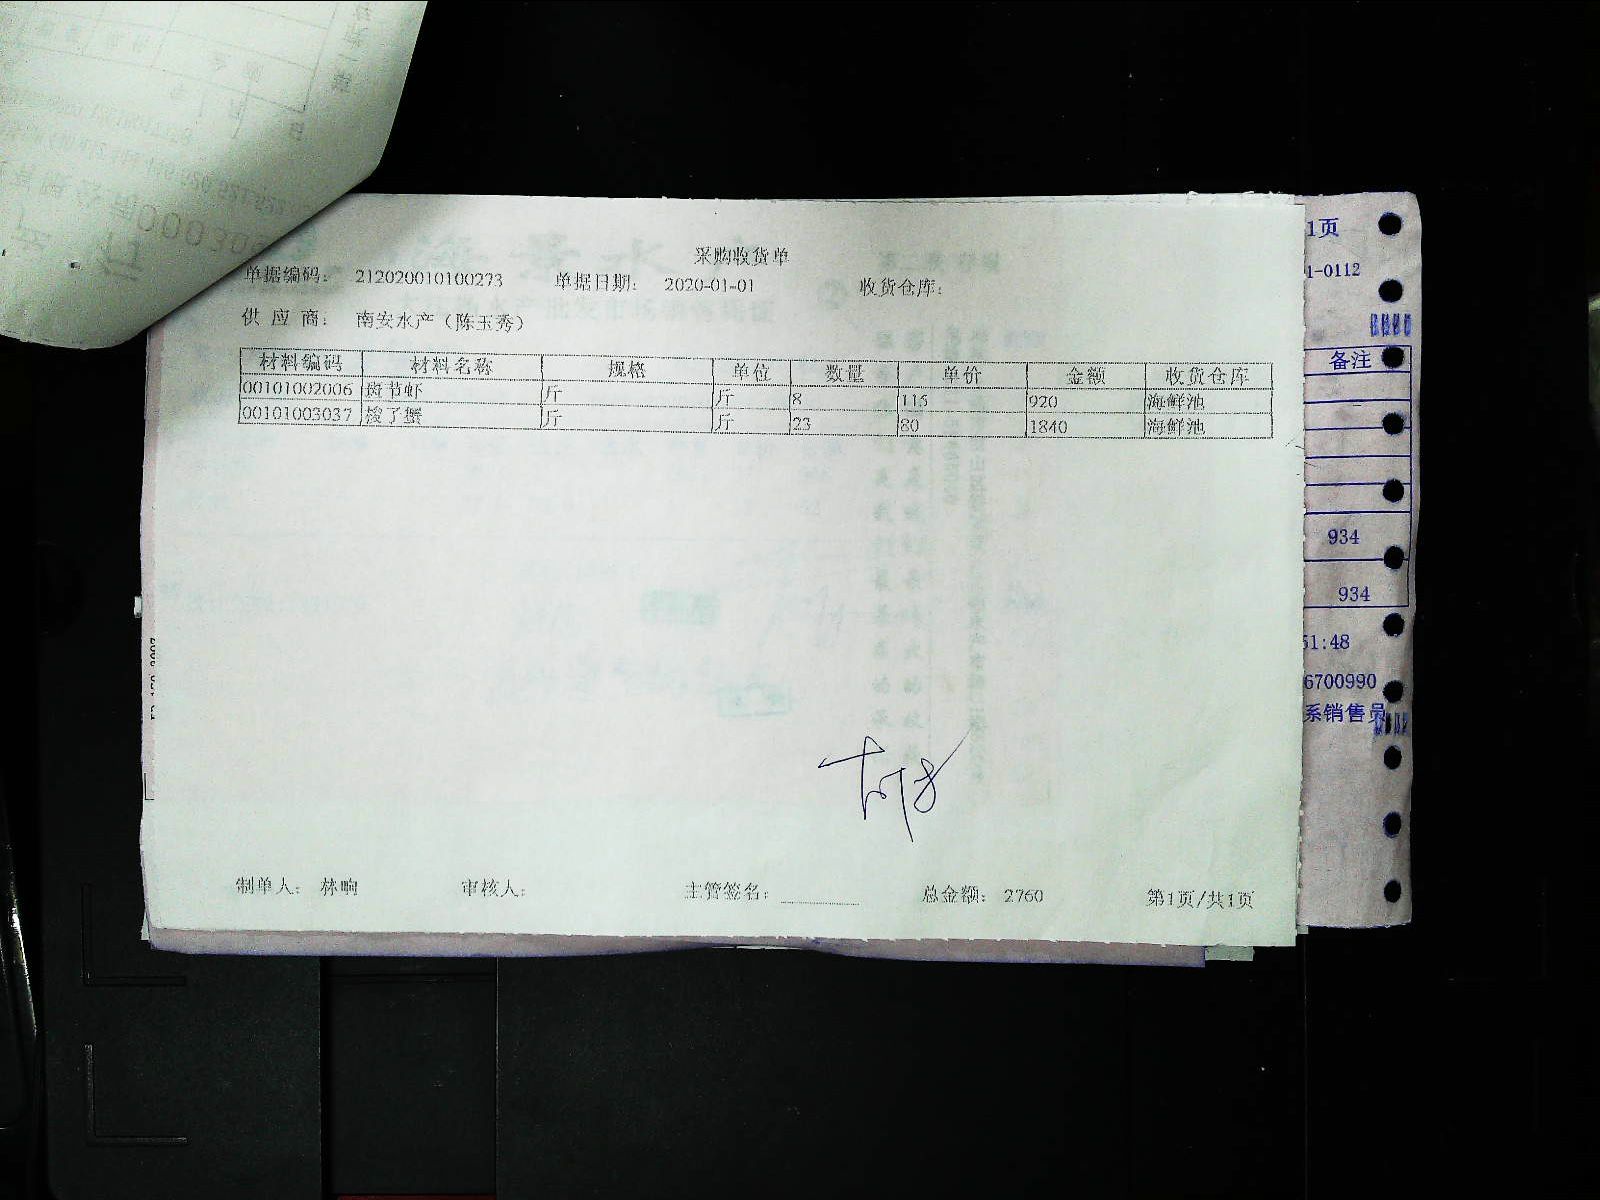 采购收货单
单据编码： 212020010100273 单据日期： 2020-01-01 收货仓库：
供 应 商： 南安水产（陈玉秀）
材料编码 材料名称 规格 单位 数量 单价 金额 收货仓库
00101002006 斑节虾 斤 斤 8 115 920 海鲜池
00101003037 了蟹 斤 斤 23 80 1840 海鲜池
制单人： 林响 审核人： 主管签名： 总金额： 2760 第1页/共1页
1页
1-0112
备注
934
934
51:48
6700990
系销售员